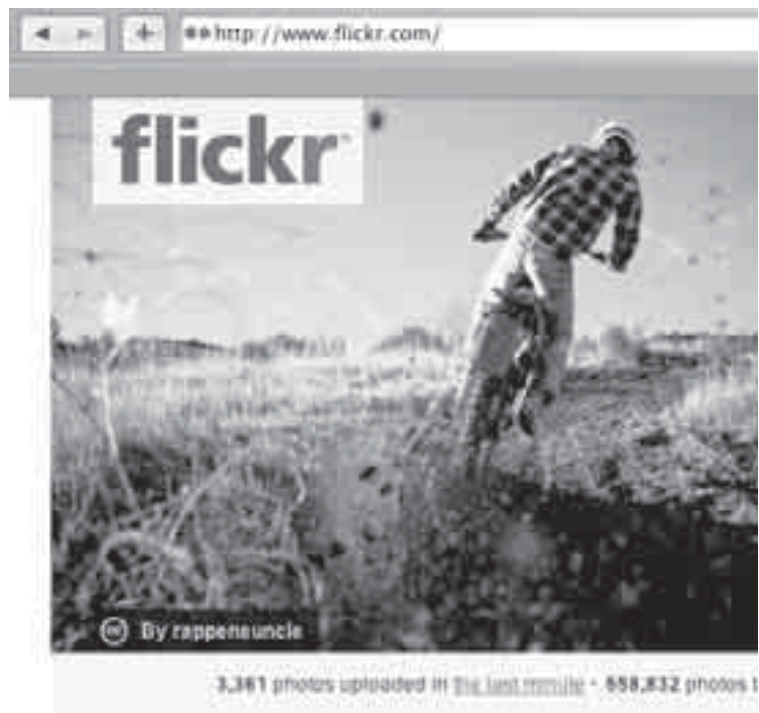 http://www.flickr.com/
flickr
By rappensuncle
3,361 photos uploaded in the last minute · 658,832 photos t